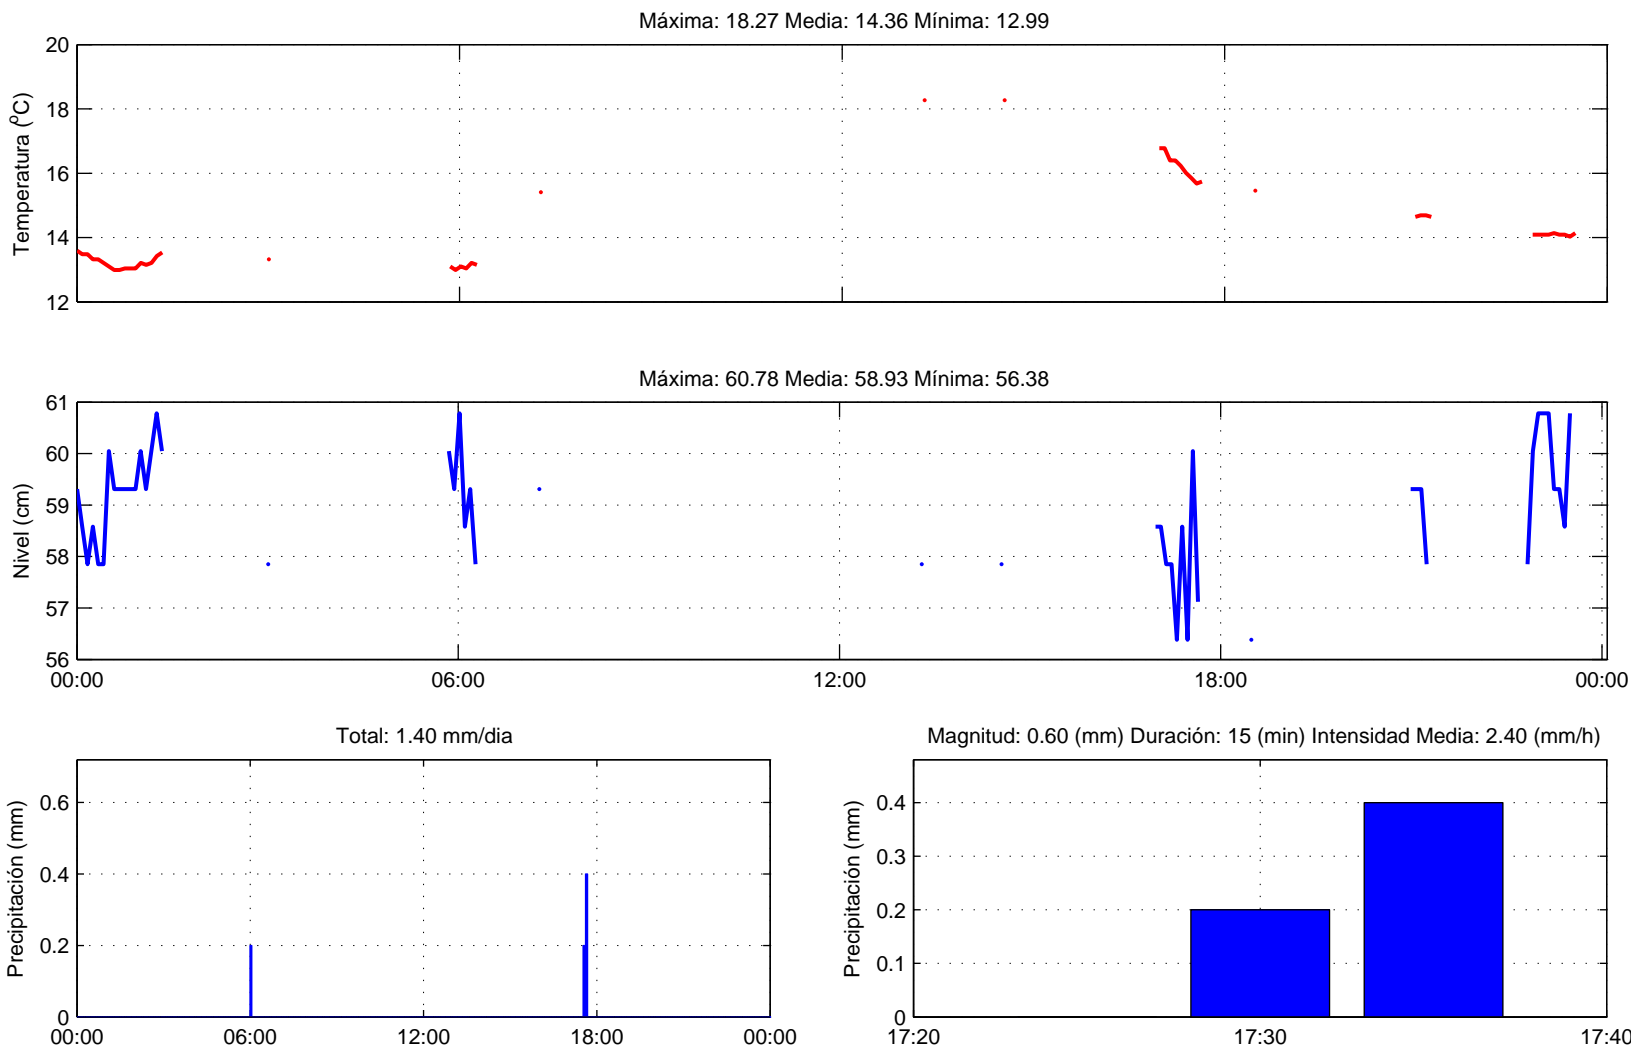 Máxima: 18.27 Media: 14.36 Mínima: 12.99
Temperatura (ºC)
20
18
16
14
12
Máxima: 60.78 Media: 58.93 Mínima: 56.38
Nivel (cm)
61
60
59
58
57
56
00:00 06:00 12:00 18:00 00:00
Total: 1.40 mm/dia
Precipitación (mm)
0.6
0.4
0.2
0
00:00 06:00 12:00 18:00 00:00
Magnitud: 0.60 (mm) Duración: 15 (min) Intensidad Media: 2.40 (mm/h)
Precipitación (mm)
0.4
0.3
0.2
0.1
0
17:20 17:30 17:40